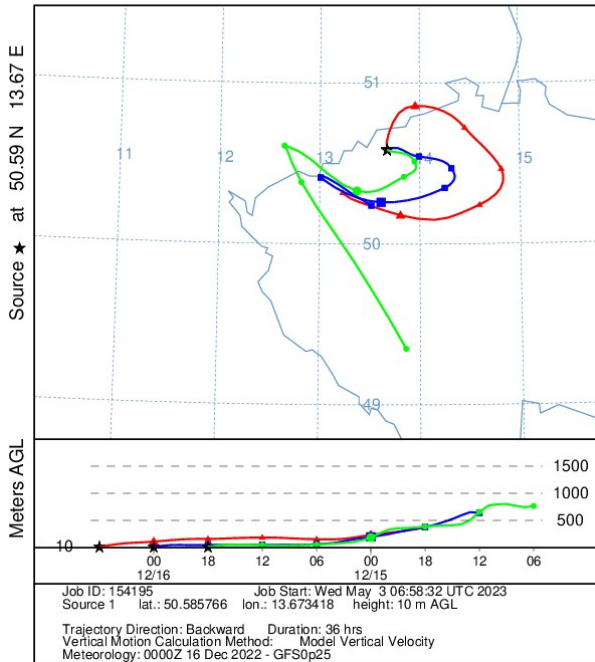 Source ★ at 50.59 N 13.67 E
51
11 12 13 14 15
50
49
Meters AGL
1500
1000
500
10
00 18 12 06 00 18 12 06
12/16 12/15
Job ID: 154195 Job Start: Wed May 3 06:58:32 UTC 2023
Source 1 lat.: 50.585766 lon.: 13.673418 height: 10 m AGL
Trajectory Direction: Backward Duration: 36 hrs
Vertical Motion Calculation Method: Model Vertical Velocity
Meteorology: 0000Z 16 Dec 2022 - GFS0p25